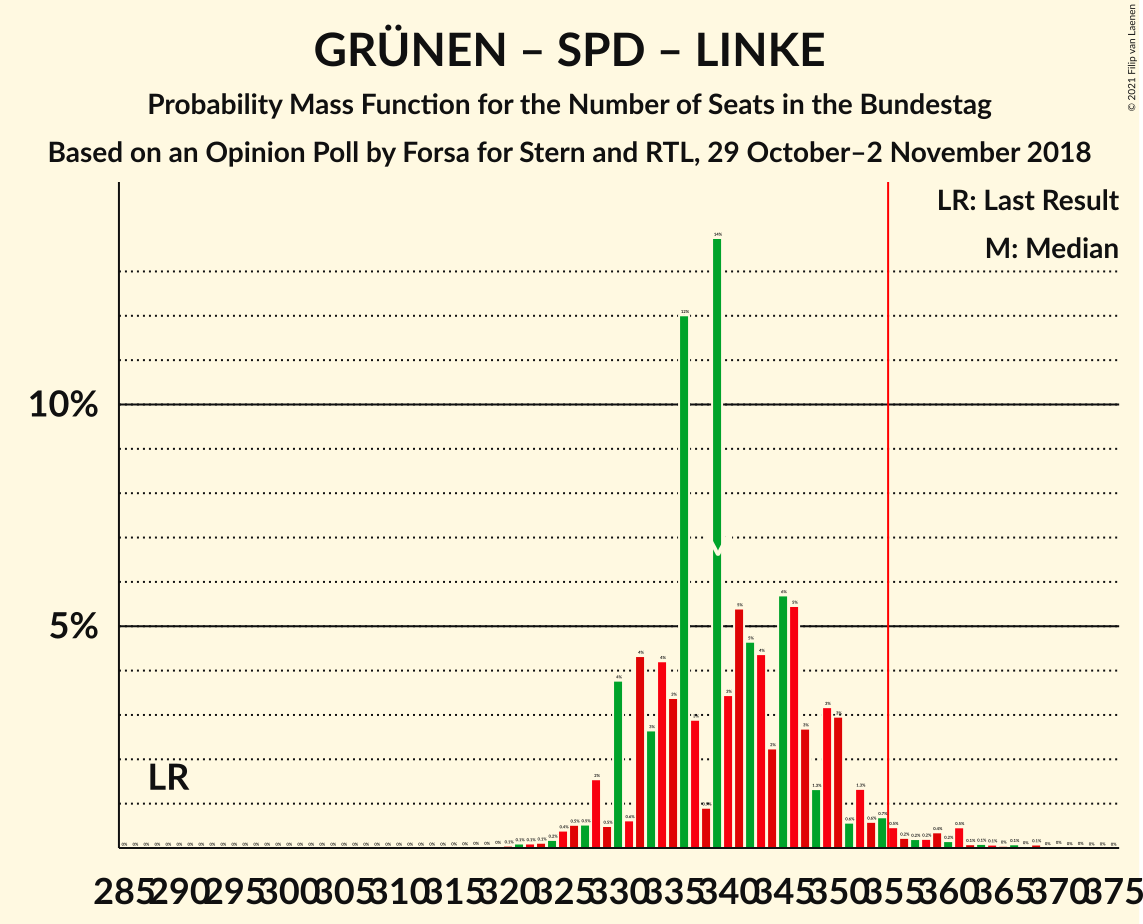 GRÜNEN – SPD – LINKE
Probability Mass Function for the Number of Seats in the Bundestag
Based on an Opinion Poll by Forsa for Stern and RTL, 29 October–2 November 2018
© 2021 Filip van Laenen
LR: Last Result
M: Median
10%
5%
LR
M
285 290 295 300 305 310 315 320 325 330 335 340 345 350 355 360 365 370 375